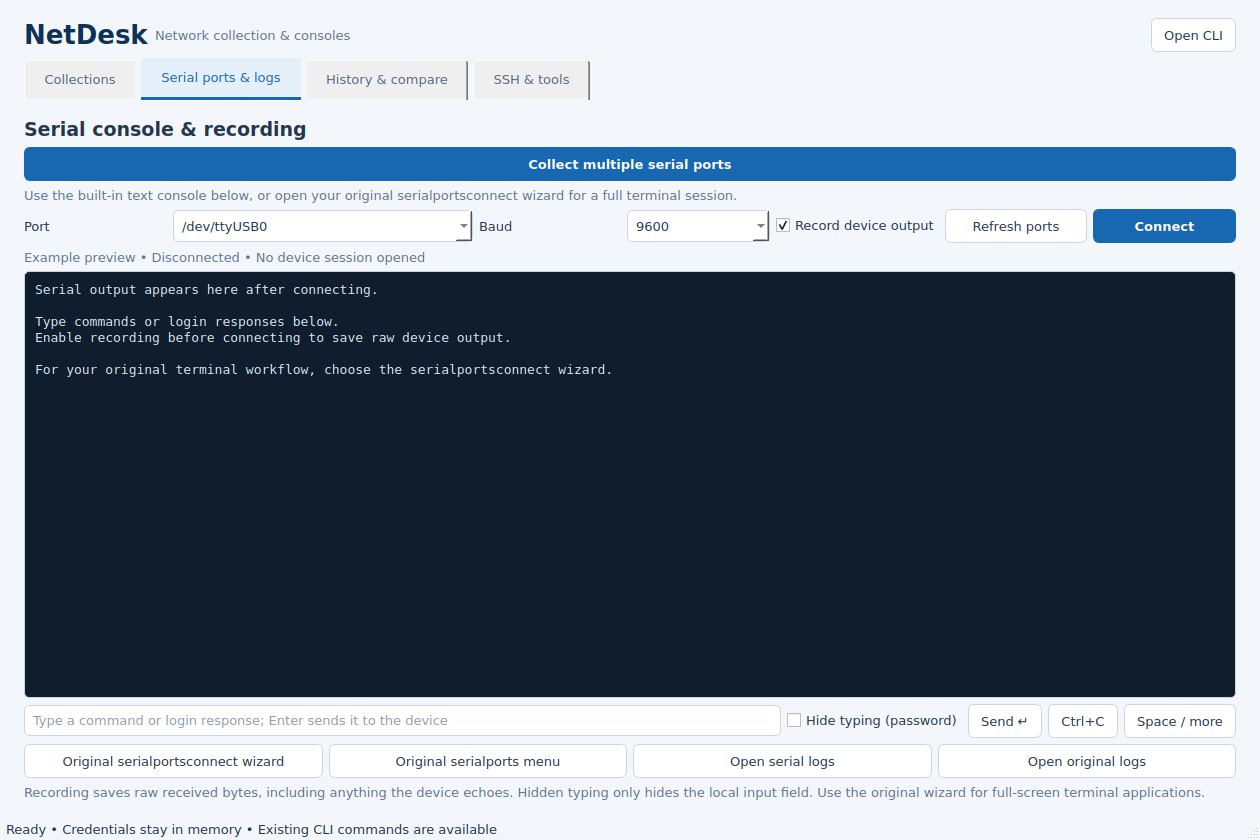 NetDesk Network collection & consoles Open CLI
Collections Serial ports & logs History & compare SSH & tools
Serial console & recording
Collect multiple serial ports
Use the built-in text console below, or open your original serialportsconnect wizard for a full terminal session.
Port /dev/ttyUSB0 Baud 9600 Record device output Refresh ports Connect
Example preview • Disconnected • No device session opened
Serial output appears here after connecting.
Type commands or login responses below.
Enable recording before connecting to save raw device output.
For your original terminal workflow, choose the serialportsconnect wizard.
Type a command or login response; Enter sends it to the device Hide typing (password) Send ↵ Ctrl+C Space / more
Original serialportsconnect wizard Original serialports menu Open serial logs Open original logs
Recording saves raw received bytes, including anything the device echoes. Hidden typing only hides the local input field. Use the original wizard for full-screen terminal applications.
Ready • Credentials stay in memory • Existing CLI commands are available